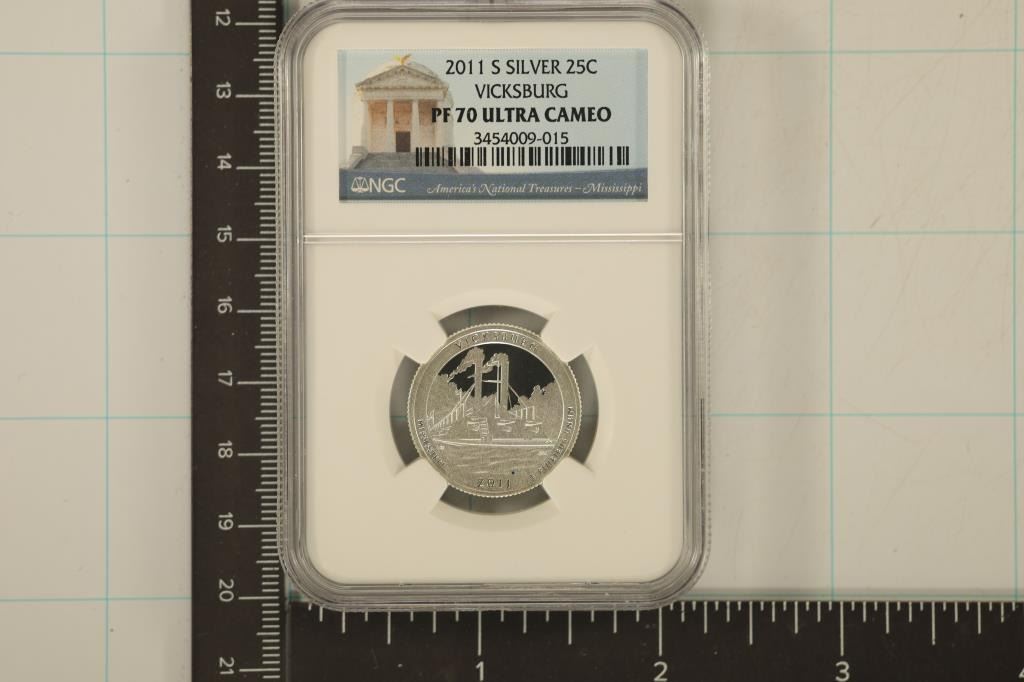 2011 S SILVER 25C
VICKSBURG
PF 70 ULTRA CAMEO
3454009-015
NGC
America's National Treasures – Mississippi
VICKSBURG
2011
12
13
14
15
16
17
18
19
20
21
1
2
3